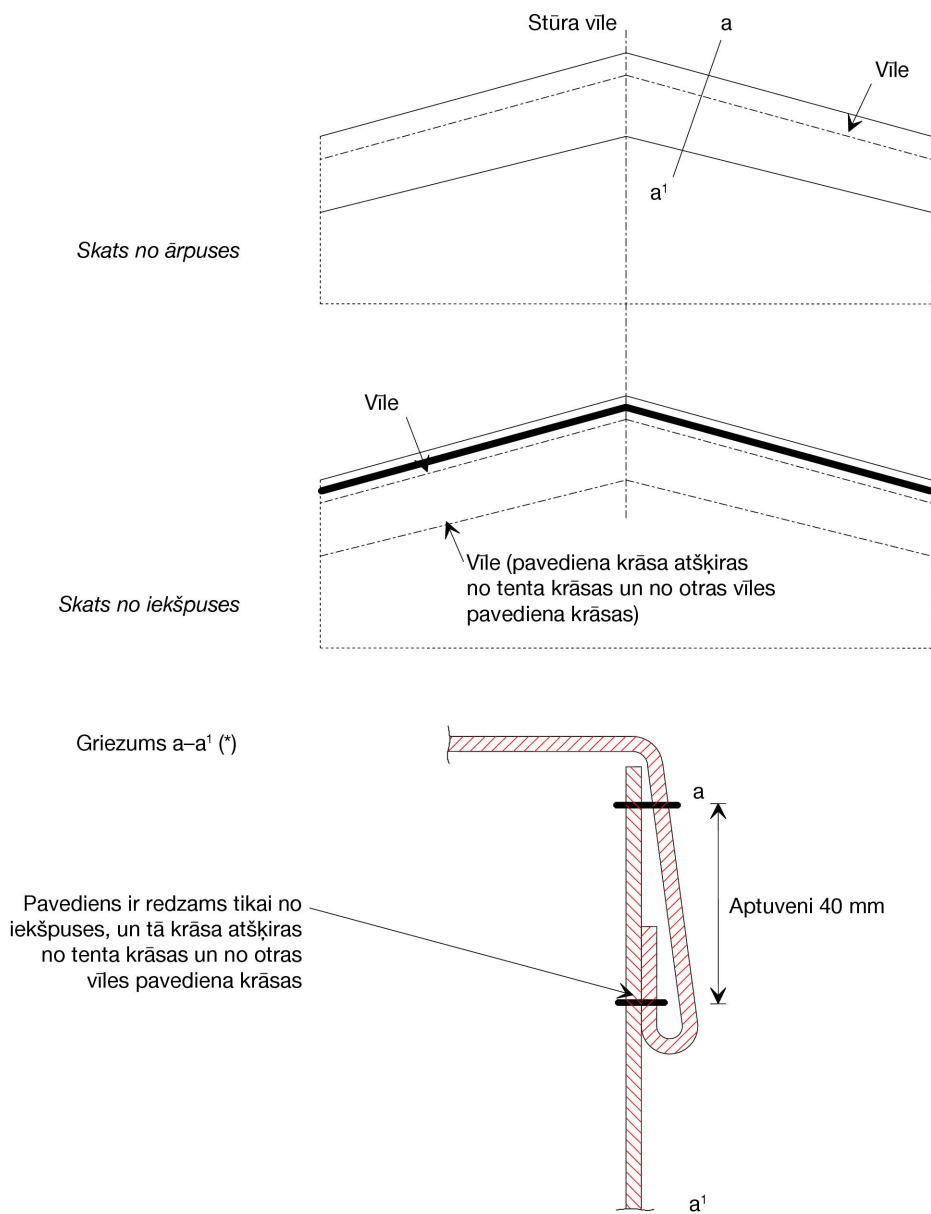 Stūra vīle
a
Vīle
a¹
Skats no ārpuses
Vīle
Vīle (pavediena krāsa atšķiras
no tenta krāsas un no otras vīles
pavediena krāsas)
Skats no iekšpuses
Griezums a–a¹ (*)
a
Pavediens ir redzams tikai no
iekšpuses, un tā krāsa atšķiras
no tenta krāsas un no otras
vīles pavediena krāsas
Aptuveni 40 mm
a¹